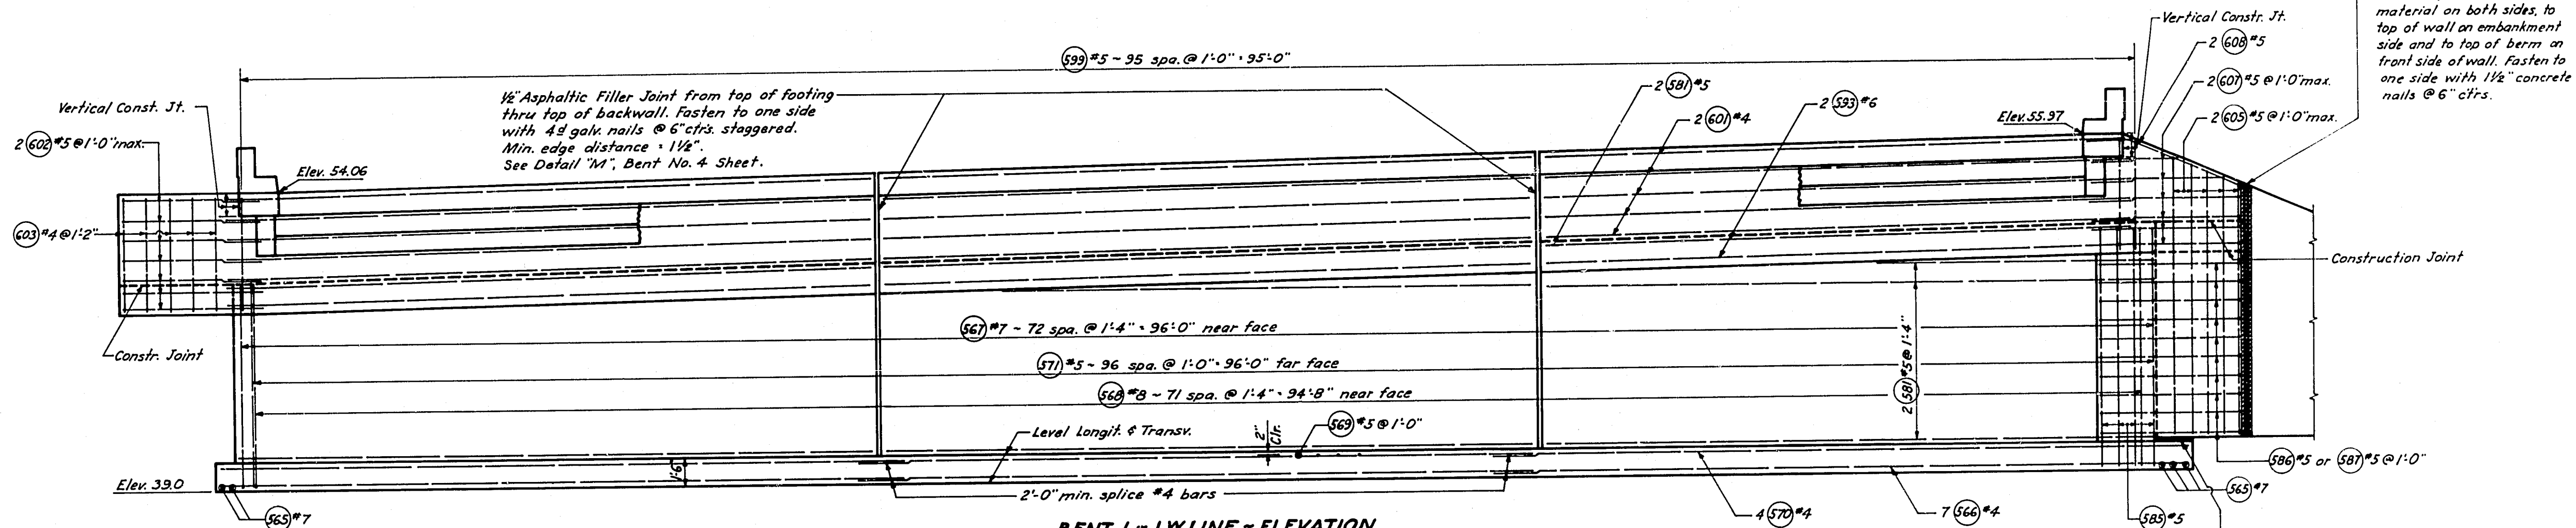 material on both sides, to
top of wall on embankment
side and to top of berm on
front side of wall. Fasten to
one side with 1½" concrete
nails @ 6" ctrs.
Vertical Constr. Jt.
2 608 #5
2 607 #5 @ 1'-0" max.
2 605 #5 @ 1'-0" max.
599 #5 ~ 95 spa. @ 1'-0" = 95'-0"
½" Asphaltic Filler Joint from top of footing
thru top of backwall. Fasten to one side
with 4d galv. nails @ 6" ctrs. staggered.
Min. edge distance = 1½".
See Detail "M", Bent No. 4 Sheet.
2 581 #5
2 601 #4
2 593 #6
Vertical Const. Jt.
2 602 #5 @ 1'-0" max.
Elev. 54.06
Elev. 55.97
603 #4 @ 1'-2"
Construction Joint
Constr. Joint
567 #7 ~ 72 spa. @ 1'-4" = 96'-0" near face
571 #5 ~ 96 spa. @ 1'-0" = 96'-0" far face
568 #8 ~ 71 spa. @ 1'-4" = 94'-8" near face
2 581 #5 @ 1'-4"
Level Longit. & Transv.
2" Clr.
569 #5 @ 1'-0"
1'-6"
Elev. 39.0
2'-0" min. splice #4 bars
565 #7
4 570 #4
7 566 #4
586 #5 or 587 #5 @ 1'-0"
565 #7
585 #5